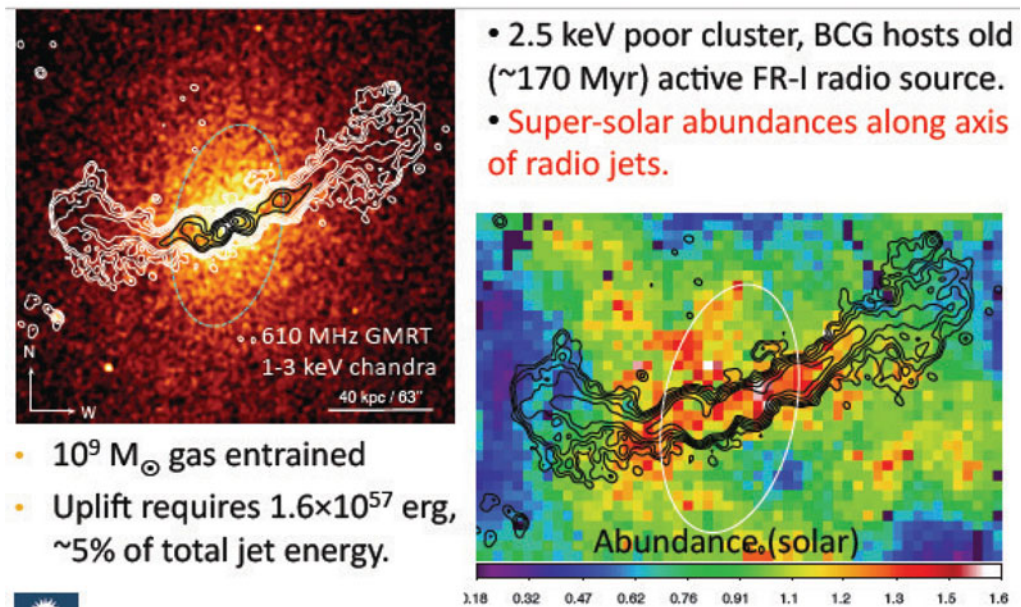 • 2.5 keV poor cluster, BCG hosts old
(~170 Myr) active FR-I radio source.
• Super-solar abundances along axis
of radio jets.
610 MHz GMRT
1-3 keV chandra
N
W
40 kpc / 63"
• 10⁹ M☉ gas entrained
• Uplift requires 1.6×10⁵⁷ erg,
~5% of total jet energy.
Abundance (solar)
0.18 0.32 0.47 0.62 0.76 0.91 1.1 1.2 1.3 1.5 1.6